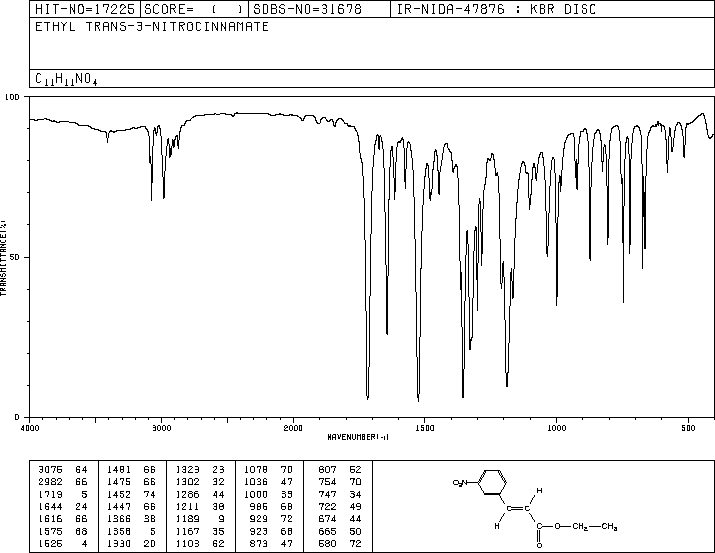 HIT-NO=17225 SCORE= ( ) SDBS-NO=31678 IR-NIDA-47876 : KBR DISC
ETHYL TRANS-3-NITROCINNAMATE
C11H11NO4
100
TRANSMITTANCE(%)
50
0
4000 3000 2000 1500 1000 500
WAVENUMBER(-1)
3075 64 1481 66 1323 23 1078 70 807 52
2982 66 1475 66 1302 32 1036 47 754 70
1719 5 1452 74 1286 44 1000 33 747 34
1644 24 1447 66 1211 38 986 68 722 49
1616 66 1366 36 1189 9 929 72 674 44
1575 68 1358 5 1167 35 923 68 665 50
1525 4 1330 20 1103 62 873 47 580 72
O2N
H
H
C C
C O CH2 CH3
O